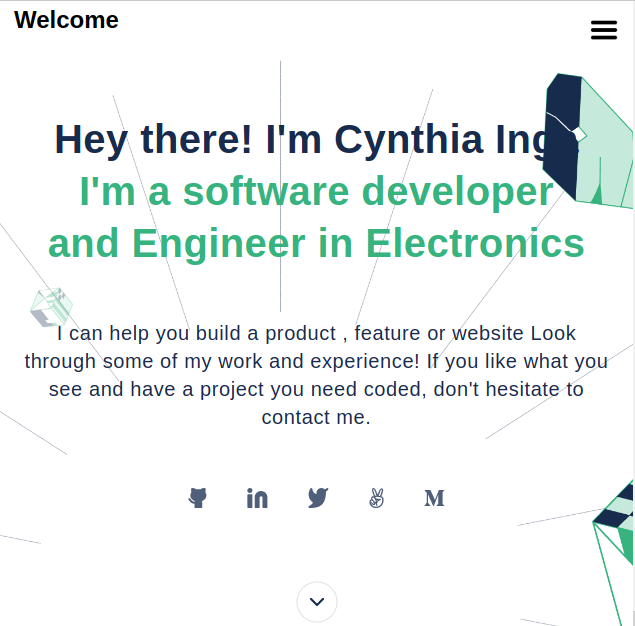 Welcome
Hey there! I'm Cynthia
I'm a software developer
and Engineer in Electronics
I can help you build a product , feature or website Look
through some of my work and experience! If you like what you
see and have a project you need coded, don't hesitate to
contact me.